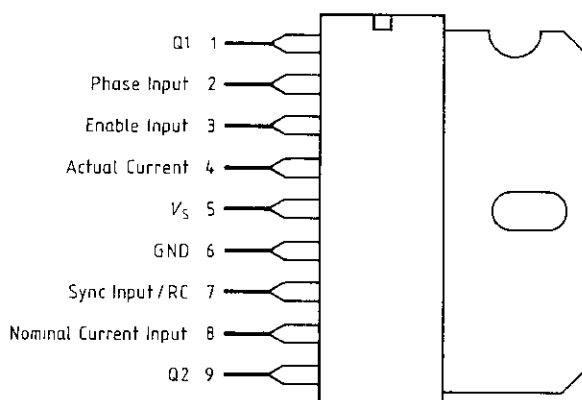 Q1 1
Phase Input 2
Enable Input 3
Actual Current 4
Vs 5
GND 6
Sync Input/RC 7
Nominal Current Input 8
Q2 9